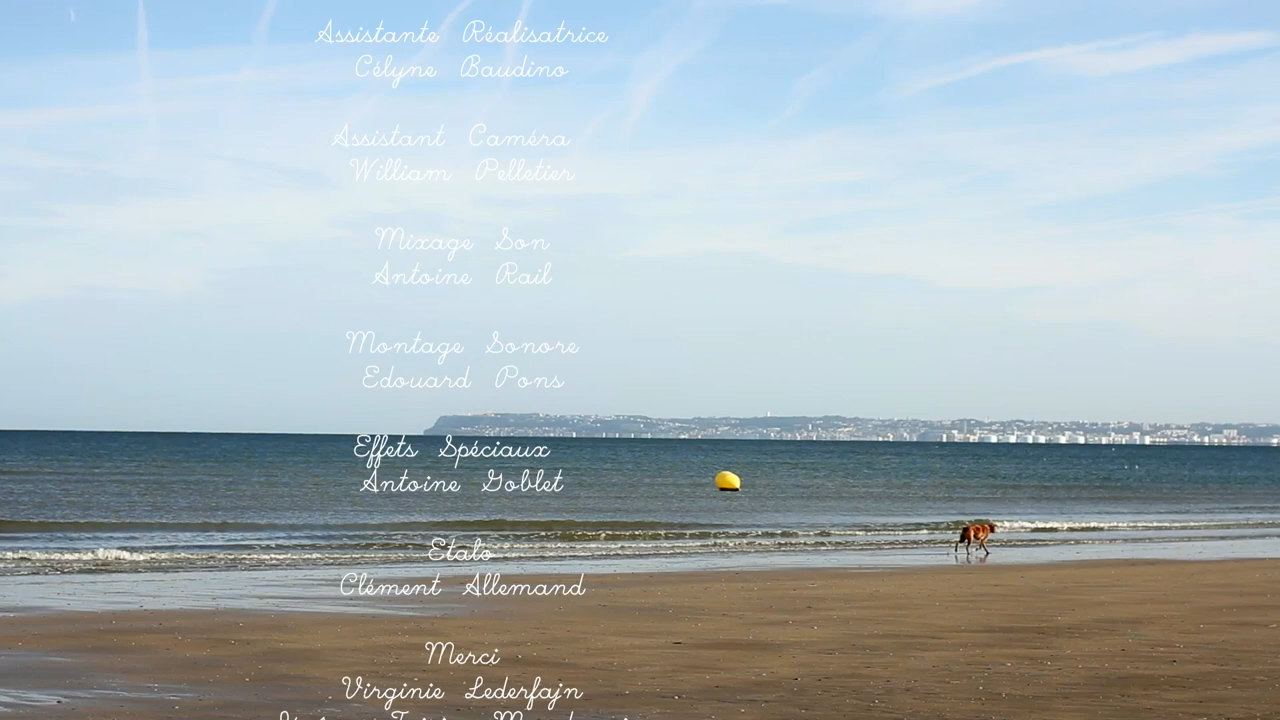 Assistante Réalisatrice
Célyne Baudino
Assistant Caméra
William Pelletier
Mixage Son
Antoine Rail
Montage Sonore
Edouard Pons
Effets Spéciaux
Antoine Goblet
Etalo
Clément Allemand
Merci
Virginie Lederfajn